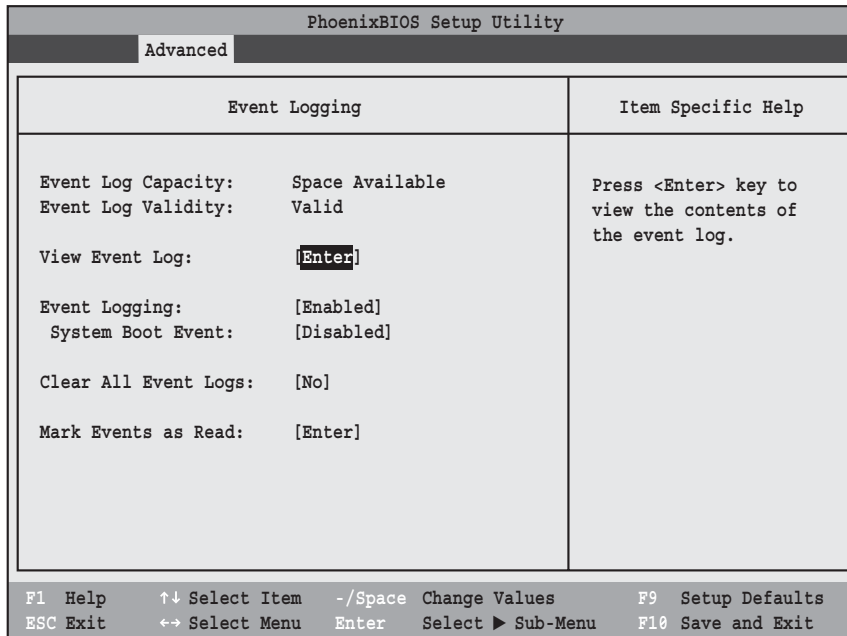 PhoenixBIOS Setup Utility
Advanced
Event Logging
Item Specific Help
Event Log Capacity: Space Available
Event Log Validity: Valid
View Event Log: [Enter]
Event Logging: [Enabled]
System Boot Event: [Disabled]
Clear All Event Logs: [No]
Mark Events as Read: [Enter]
Press <Enter> key to
view the contents of
the event log.
F1 Help ↑↓ Select Item -/Space Change Values F9 Setup Defaults
ESC Exit ←→ Select Menu Enter Select ▶ Sub-Menu F10 Save and Exit